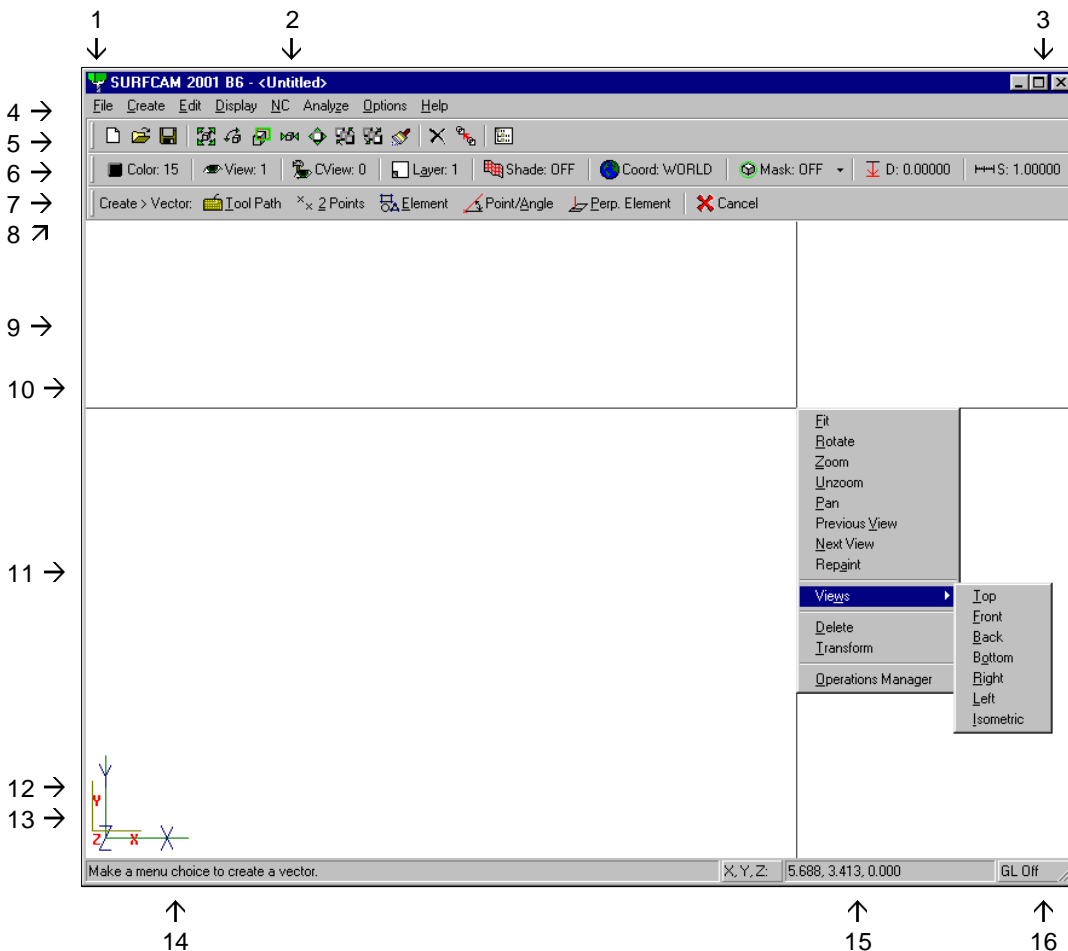 1 2 3
SURFCAM 2001 B6 - <Untitled>
4 → File Create Edit Display NC Analyze Options Help
5 →
6 → Color: 15 View: 1 CView: 0 Layer: 1 Shade: OFF Coord: WORLD Mask: OFF D: 0.00000 S: 1.00000
7 → Create > Vector: Tool Path 2 Points Element Point/Angle Perp. Element Cancel
8
9 →
10 →
Fit
Rotate
Zoom
Unzoom
Pan
Previous View
Next View
Repaint
11 →
Views
Top
Front
Back
Bottom
Right
Left
Isometric
Delete
Transform
Operations Manager
12 →
13 →
Y
Y
Z Z X X
Make a menu choice to create a vector. X, Y, Z: 5.688, 3.413, 0.000 GL Off
14 15 16